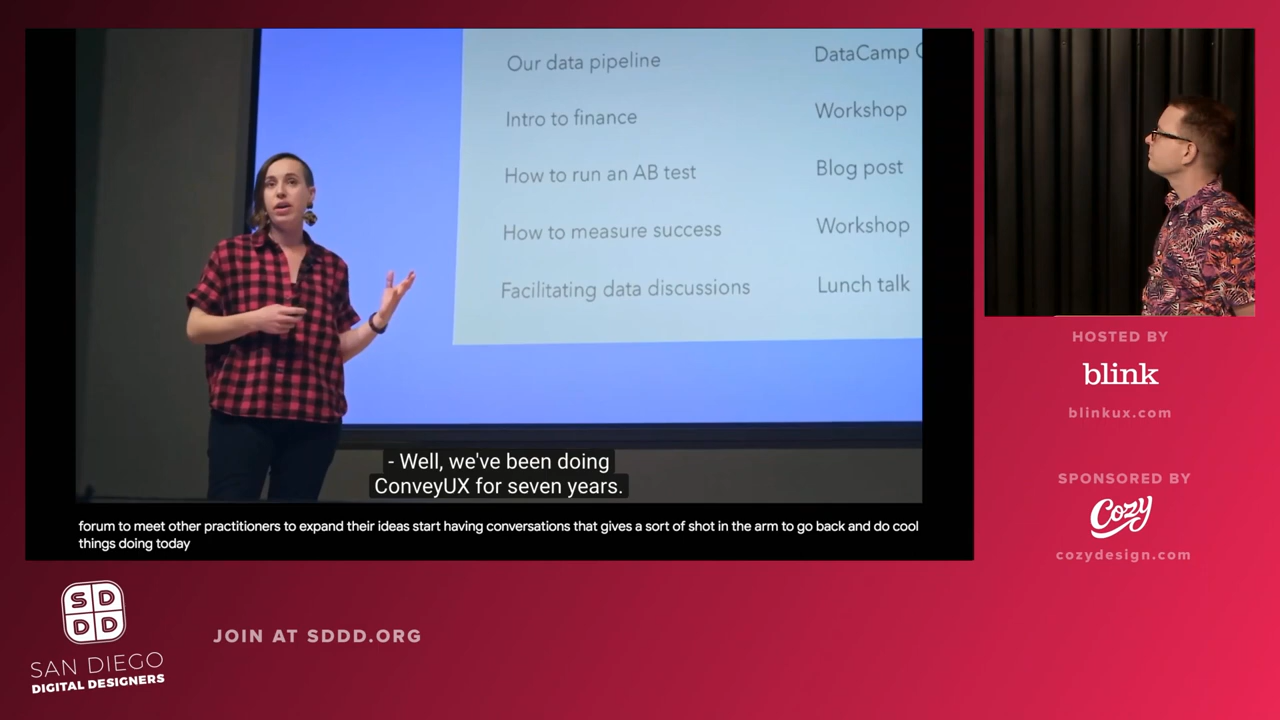 Our data pipeline
DataCamp
Intro to finance
Workshop
How to run an AB test
Blog post
How to measure success
Workshop
Facilitating data discussions
Lunch talk
- Well, we've been doing
ConveyUX for seven years.
forum to meet other practitioners to expand their ideas start having conversations that gives a sort of shot in the arm to go back and do cool
things doing today
HOSTED BY
blink
blinkux.com
SPONSORED BY
Cozy
cozydesign.com
SD
DD
SAN DIEGO
DIGITAL DESIGNERS
JOIN AT SDDD.ORG